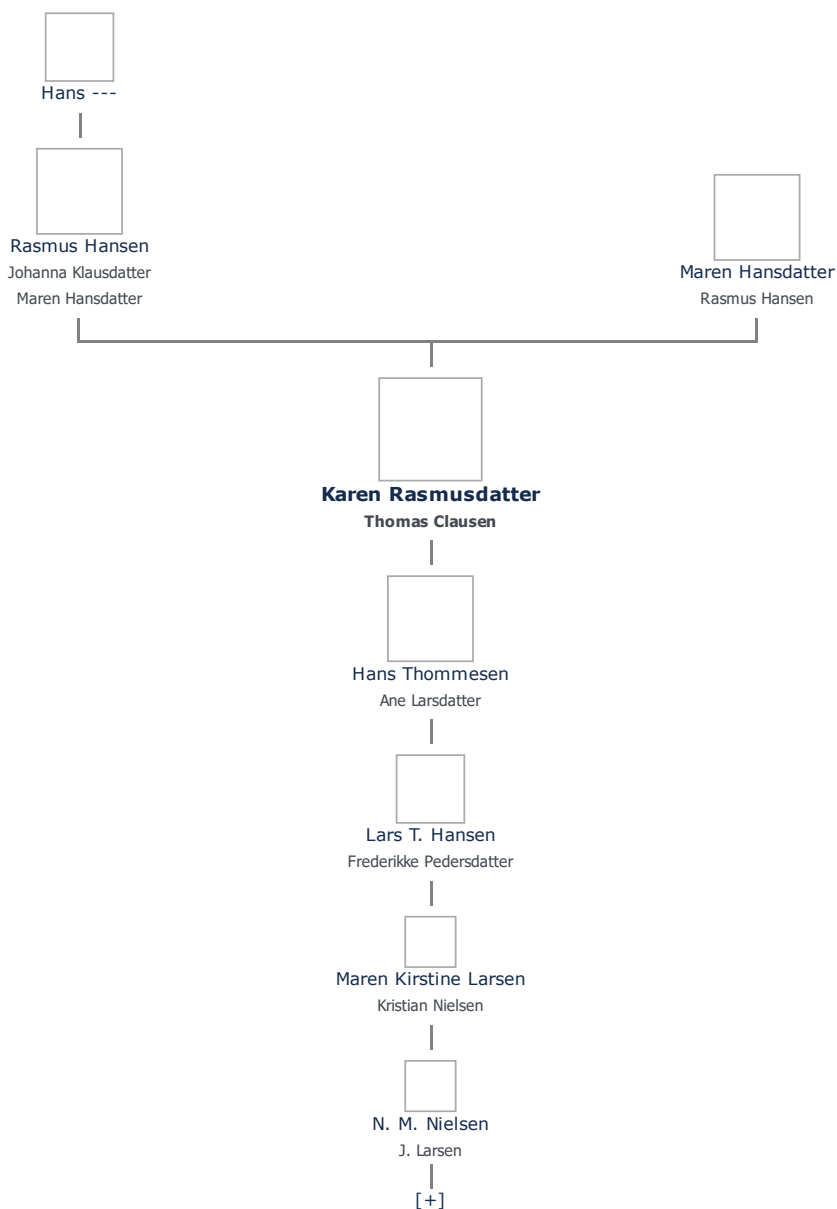 Hans ---
Rasmus Hansen
Johanna Klausdatter
Maren Hansdatter
Maren Hansdatter
Rasmus Hansen
Karen Rasmusdatter
Thomas Clausen
Hans Thommesen
Ane Larsdatter
Lars T. Hansen
Frederikke Pedersdatter
Maren Kirstine Larsen
Kristian Nielsen
N. M. Nielsen
J. Larsen
[+]